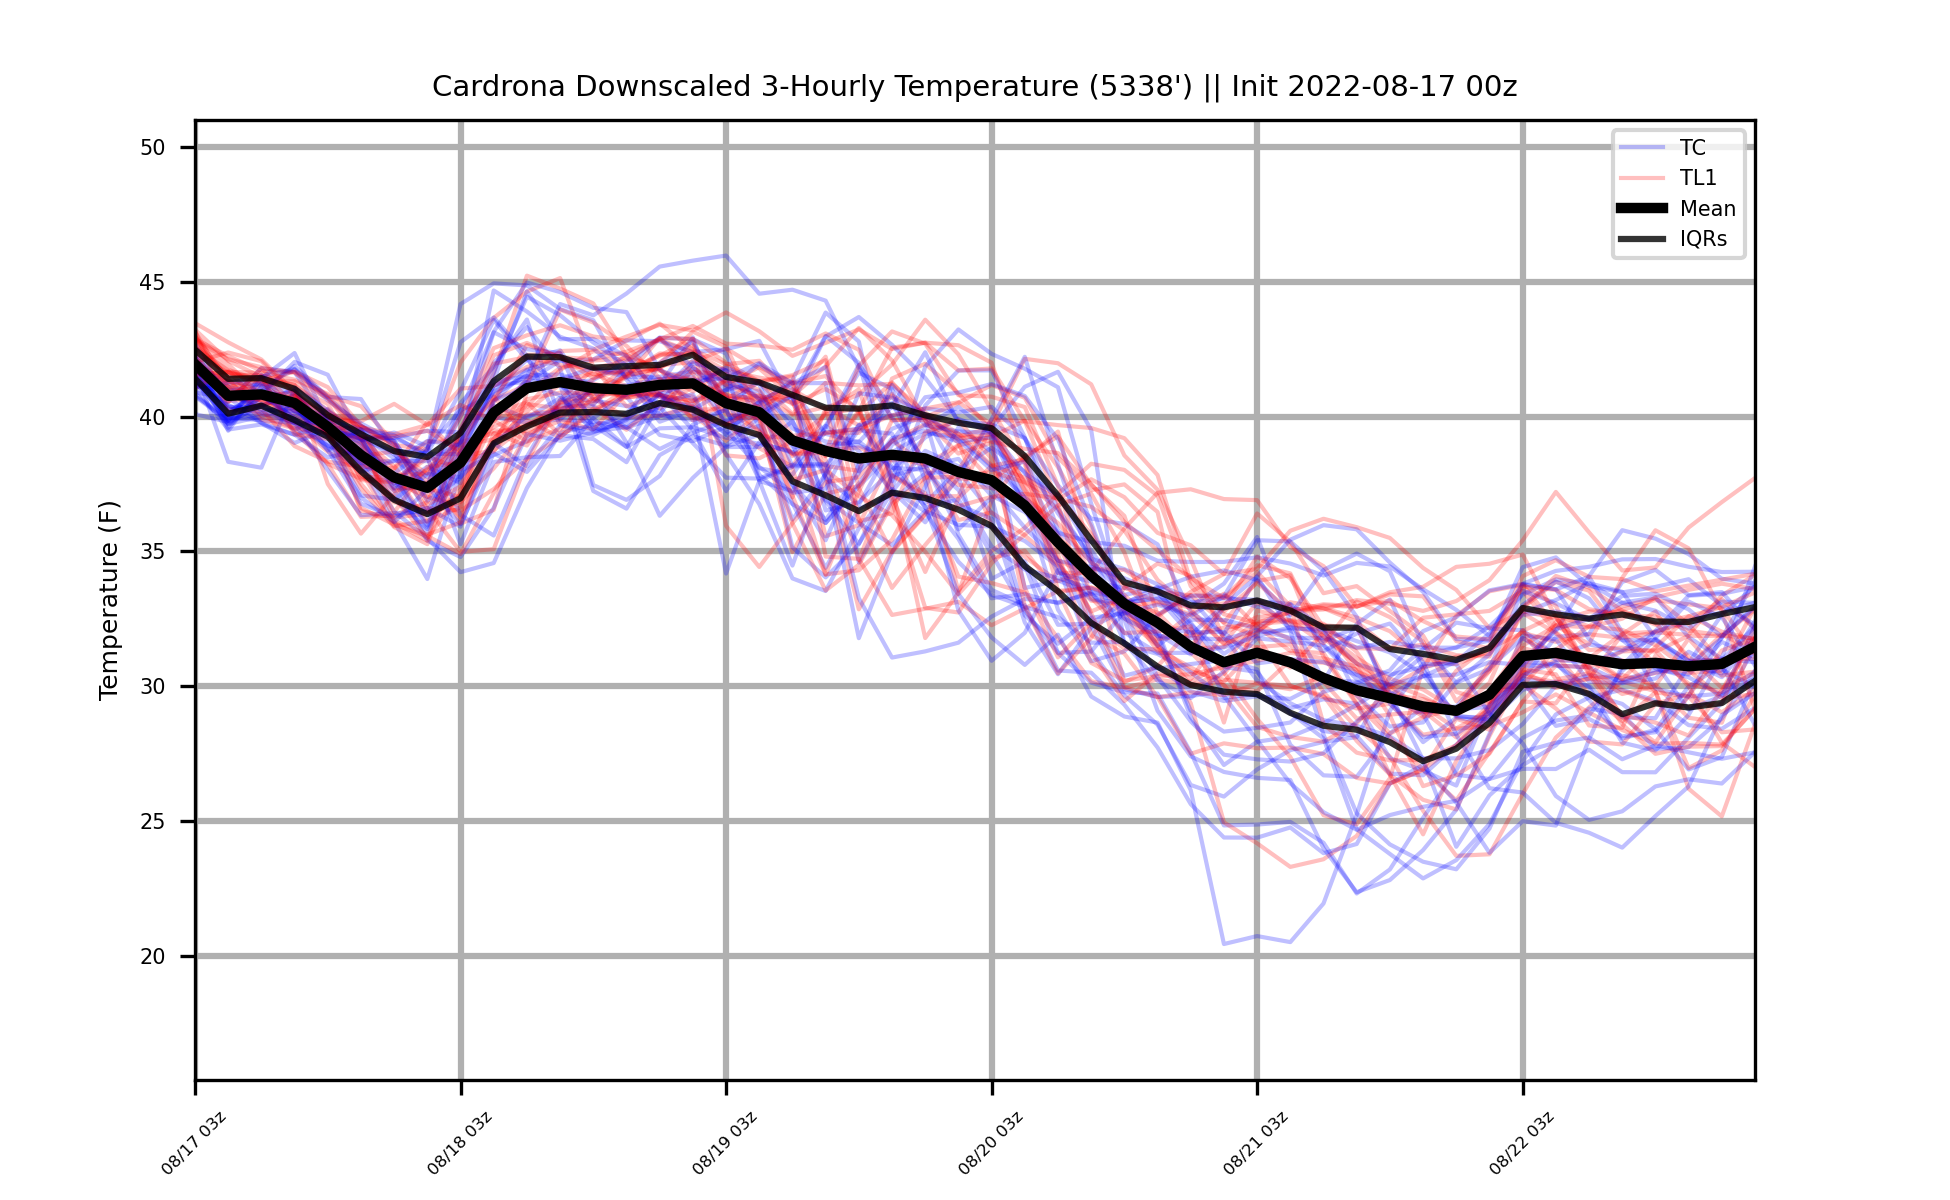 Cardrona Downscaled 3-Hourly Temperature (5338') || Init 2022-08-17 00z
TC
TL1
Mean
IQRs
Temperature (F)
50
45
40
35
30
25
20
08/17 03z
08/18 03z
08/19 03z
08/20 03z
08/21 03z
08/22 03z